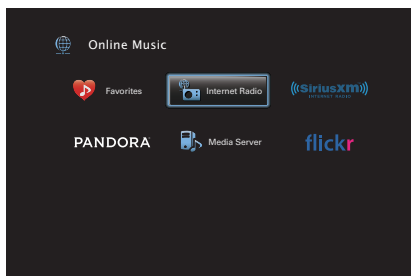 Online Music
Favorites Internet Radio ((SiriusXM))
INTERNET RADIO
PANDORA Media Server flickr